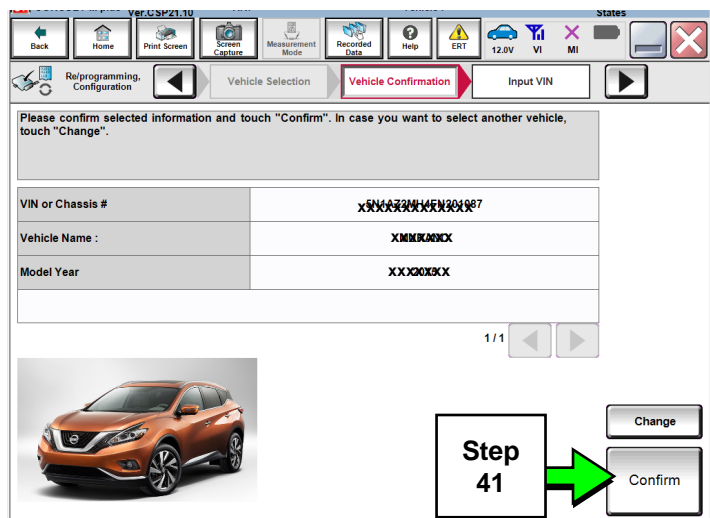 Ver.CSP21.10
States
Back
Home
Print Screen
Screen
Capture
Measurement
Mode
Recorded
Data
Help
ERT
12.0V
VI
MI
Re/programming,
Configuration
Vehicle Selection
Vehicle Confirmation
Input VIN
Please confirm selected information and to touch "Confirm". In case you want to select another vehicle,
touch "Change".
VIN or Chassis #
Vehicle Name :
Model Year
1/1
Change
Step
41
Confirm